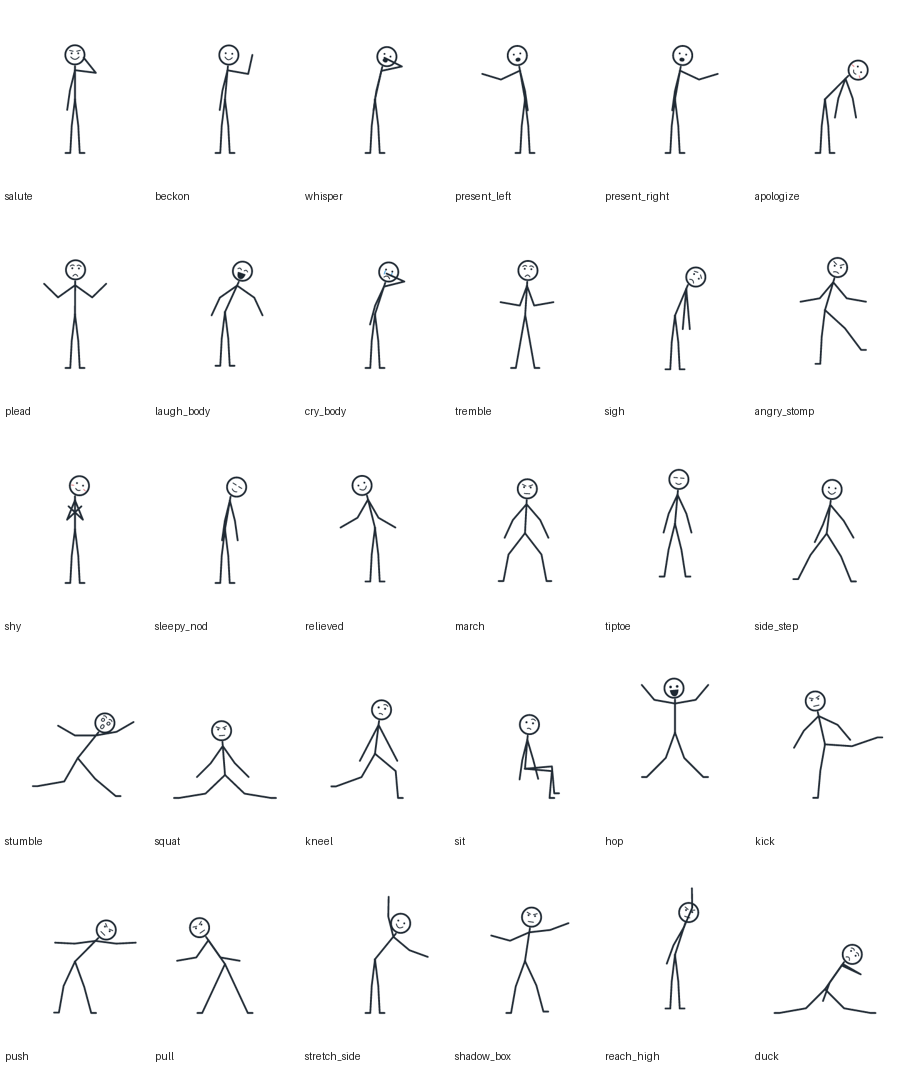 salute
beckon
whisper
present_left
present_right
apologize
plead
laugh_body
cry_body
tremble
sigh
angry_stomp
shy
sleepy_nod
relieved
march
tiptoe
side_step
stumble
squat
kneel
sit
hop
kick
push
pull
stretch_side
shadow_box
reach_high
duck